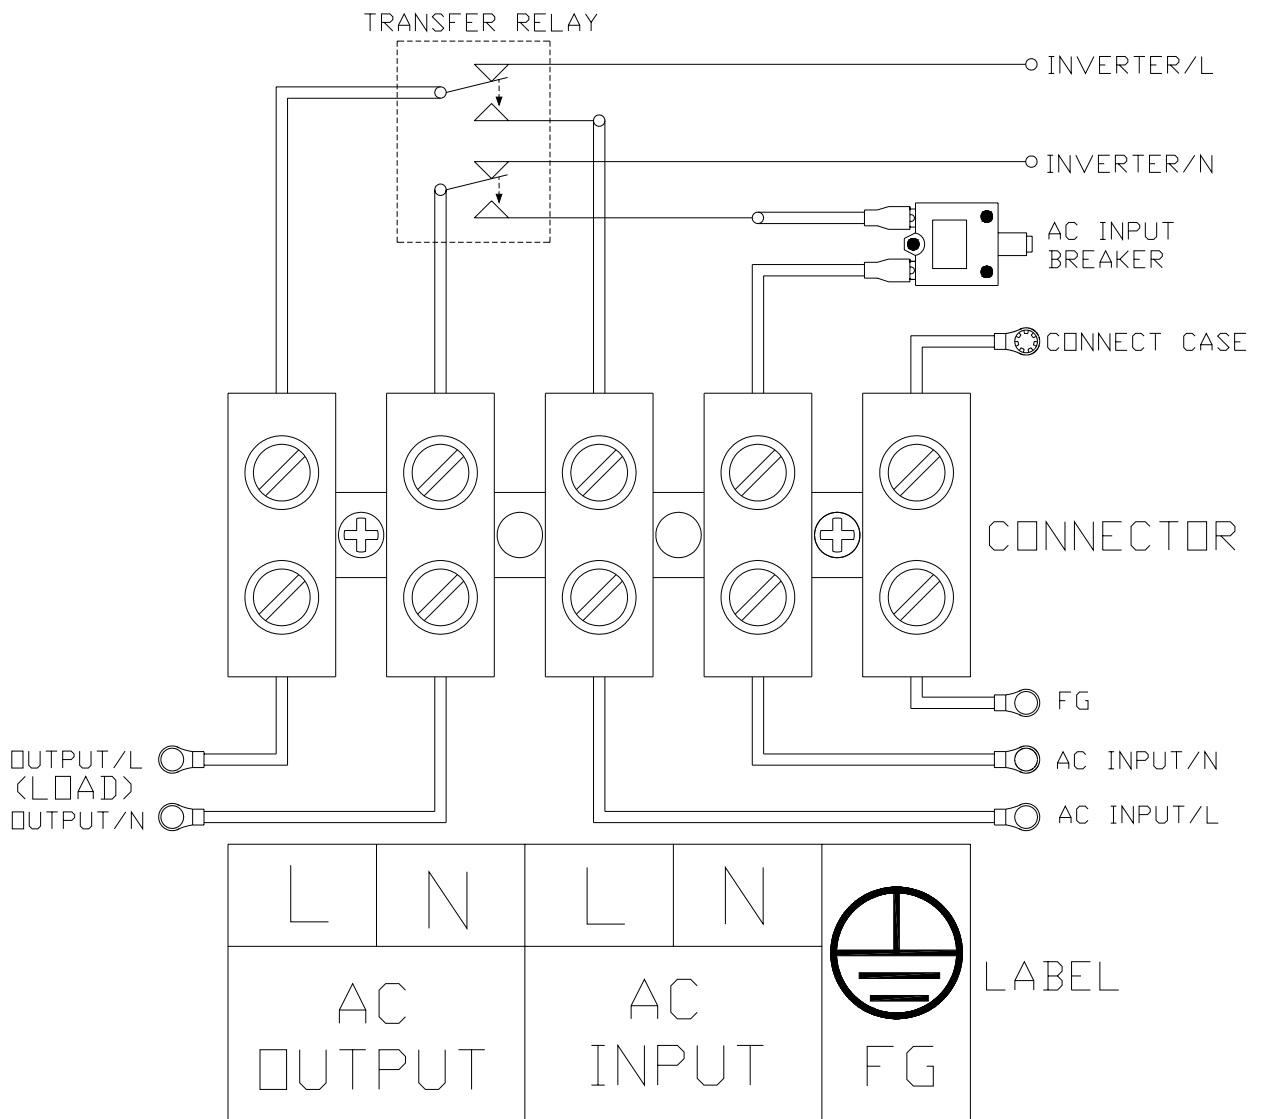 TRANSFER RELAY
INVERTER/L
INVERTER/N
AC INPUT
BREAKER
CONNECT CASE
CONNECTOR
FG
OUTPUT/L
(LOAD)
OUTPUT/N
AC INPUT/N
AC INPUT/L
L N L N
AC
OUTPUT
AC
INPUT
FG
LABEL